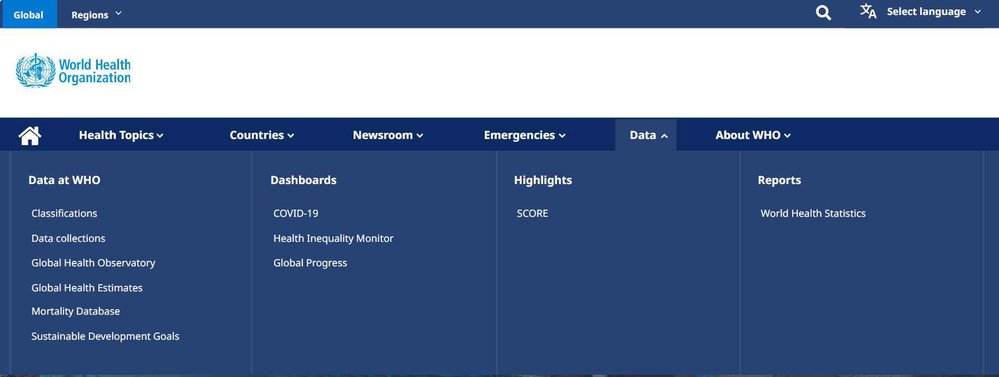 Global
Regions
Select language
World Health
Organization
Health Topics
Countries
Newsroom
Emergencies
Data
About WHO
Data at WHO
Classifications
Data collections
Global Health Observatory
Global Health Estimates
Mortality Database
Sustainable Development Goals
Dashboards
COVID-19
Health Inequality Monitor
Global Progress
Highlights
SCORE
Reports
World Health Statistics